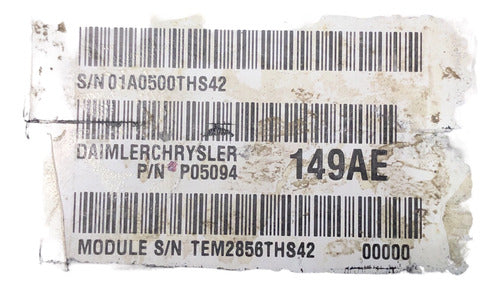 S/N 01A0500THS42
DAIMLERCHRYSLER
P/N P05094 149AE
MODULE S/N TEM2856THS42 00000